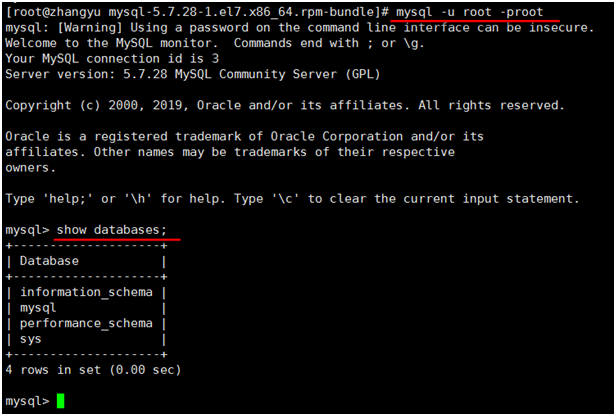 [root@zhangyu mysql-5.7.28-1.el7.x86_64.rpm-bundle]# mysql -u root -proot
mysql: [Warning] Using a password on the command line interface can be insecure.
Welcome to the MySQL monitor.  Commands end with ; or \g.
Your MySQL connection id is 3
Server version: 5.7.28 MySQL Community Server (GPL)
Copyright (c) 2000, 2019, Oracle and/or its affiliates. All rights reserved.
Oracle is a registered trademark of Oracle Corporation and/or its
affiliates. Other names may be trademarks of their respective
owners.
Type 'help;' or '\h' for help. Type '\c' to clear the current input statement.
mysql> show databases;
+--------------------+
| Database           |
+--------------------+
| information_schema |
| mysql              |
| performance_schema |
| sys                |
+--------------------+
4 rows in set (0.00 sec)
mysql>